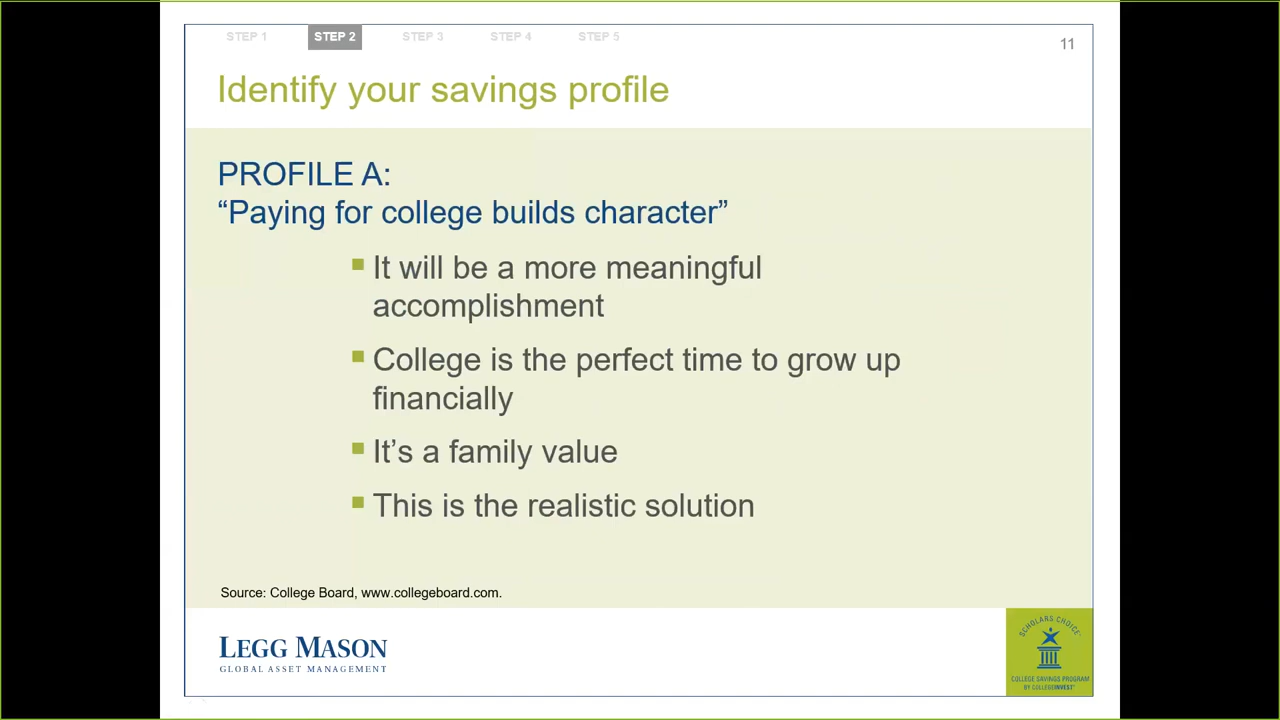 STEP 1 STEP 2 STEP 3 STEP 4 STEP 5
11
Identify your savings profile
PROFILE A:
“Paying for college builds character”
It will be a more meaningful
accomplishment
College is the perfect time to grow up
financially
It’s a family value
This is the realistic solution
Source: College Board, www.collegeboard.com.
LEGG MASON
GLOBAL ASSET MANAGEMENT
SCHOLARS CHOICE
COLLEGE SAVINGS PROGRAM
BY COLLEGEINVEST